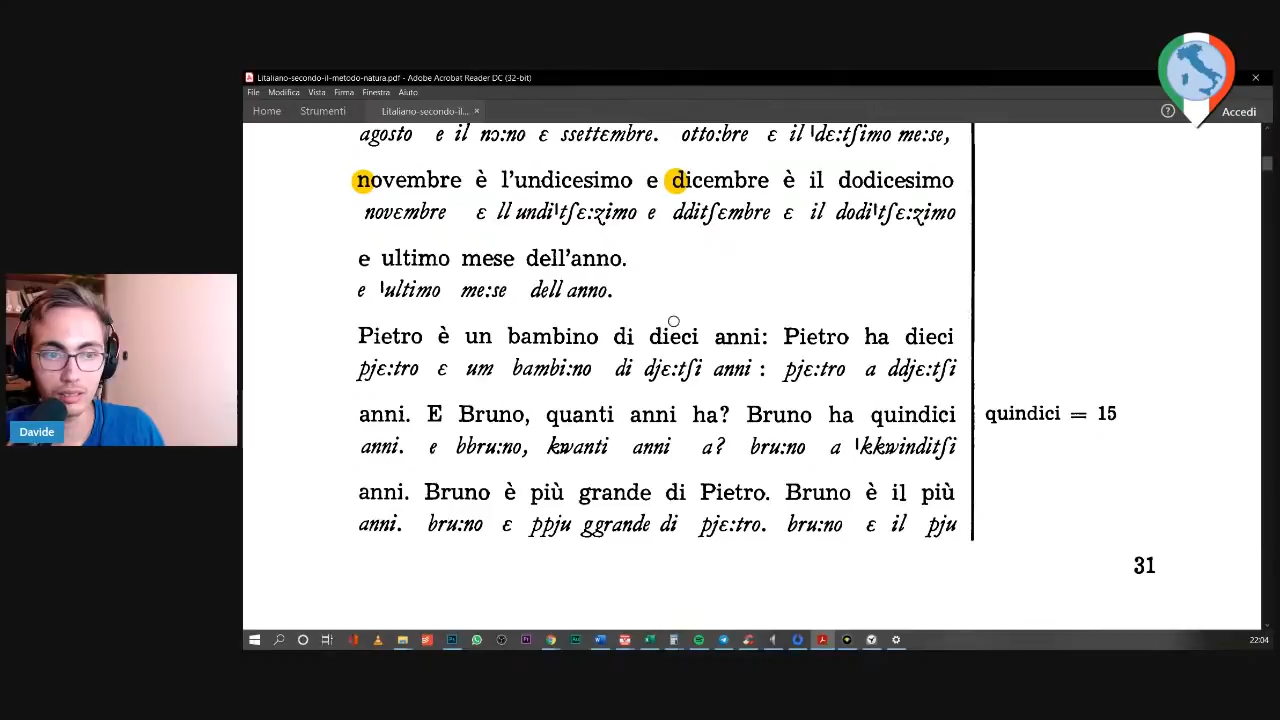 Litaliano-secondo-il-metodo-natura.pdf - Adobe Acrobat Reader DC (32-bit)
File Modifica Vista Firma Finestra Aiuto
Home Strumenti Litaliano-secondo-il... × Accedi
agosto e il nɔ:no ɛ ssettɛmbre. otto:bre ɛ il ˈdɛ:tʃimo me:se,
novembre è l'undicesimo e dicembre è il dodicesimo
novɛmbre ɛ ll undiˈtʃɛ:ʒimo e dditʃɛmbre ɛ il dodiˈtʃɛ:ʒimo
e ultimo mese dell'anno.
e ˈultimo me:se dell anno.
Pietro è un bambino di dieci anni: Pietro ha dieci
pjɛ:tro ɛ um bambi:no di djɛ:tʃi anni : pjɛ:tro a ddjɛ:tʃi
anni. E Bruno, quanti anni ha? Bruno ha quindici
anni. e bbru:no, kwanti anni a? bru:no a ˈkkwinditʃi
quindici = 15
anni. Bruno è più grande di Pietro. Bruno è il più
anni. bru:no ɛ ppju ggrande di pjɛ:tro. bru:no ɛ il pju
31
Davide
22:04